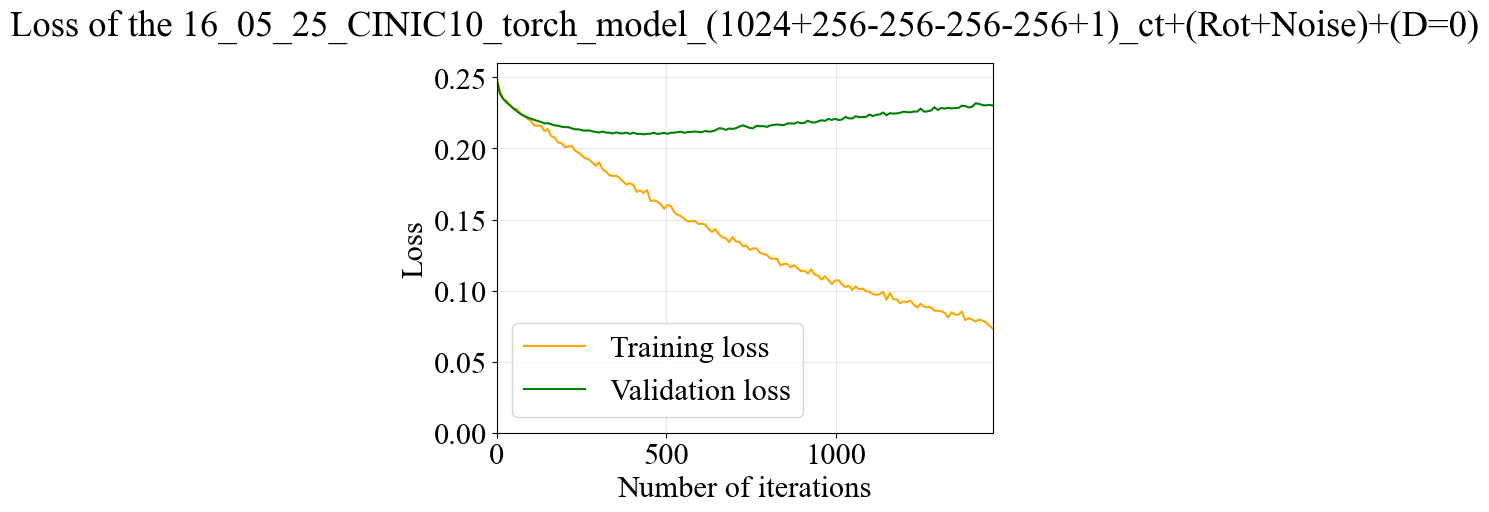 Loss of the 16_05_25_CINIC10_torch_model_(1024+256-256-256-256+1)_ct+(Rot+Noise)+(D=0)
0.25
0.20
0.15
0.10
0.05
0.00
Loss
Training loss
Validation loss
0 500 1000
Number of iterations